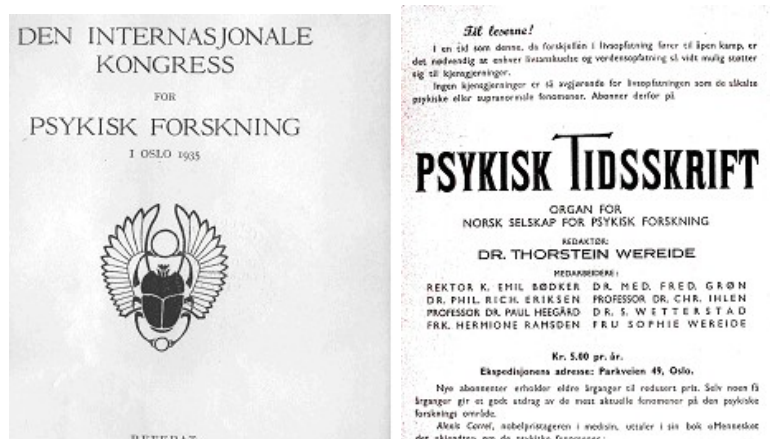 DEN INTERNASJONALE
KONGRESS
FOR
PSYKISK FORSKNING
I OSLO 1935
Til leserne!
I en tid som denne, da forskjellen i livsopfatning fører til åpen kamp, er
det nødvendig at enhver livsanskuelse og verdensopfatning så vidt mulig støtter
sig til kjensgjerninger.
Ingen kjensgjerninger er så avgjørende for livsopfatningen som de såkalte
psykiske eller supranormale fenomener. Abonner derfor på
PSYKISK TIDSSKRIFT
ORGAN FOR
NORSK SELSKAP FOR PSYKISK FORSKNING
REDAKTØR:
DR. THORSTEIN WEREIDE
MEDARBEIDERE:
REKTOR K. EMIL BØDKER DR. MED. FRED. GRØN
DR. PHIL. RICH. ERIKSEN PROFESSOR DR. CHR. IHLEN
PROFESSOR DR. PAUL HEEGÅRD DR. S. WETTERSTAD
FRK. HERMIONE RAMSDEN FRU SOPHIE WEREIDE
Kr. 5.00 pr. år.
Ekspedisjonens adresse: Parkveien 49, Oslo.
Nye abonnenter erholder eldre årganger til redusert pris. Selv noen få
årganger gir et godt utdrag av de mest aktuelle fenomener på den psykiske
forsknings område.
Alexis Carrel, nobelpristageren i medisin, uttaler i sin bok «Mennesket